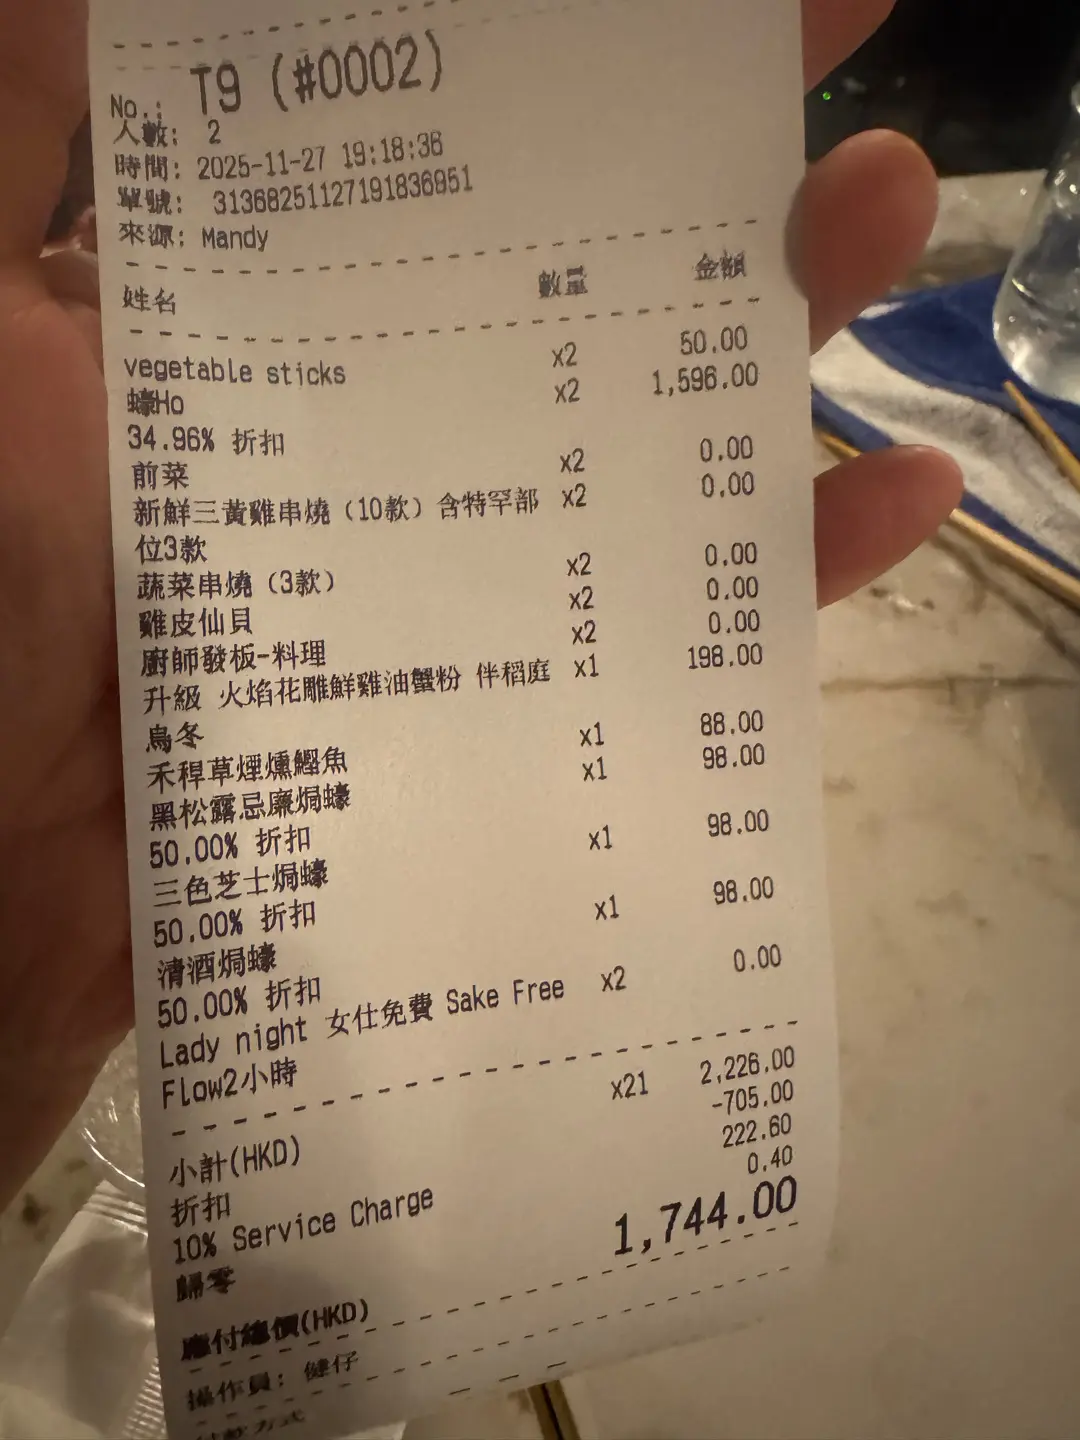 No.: T9 (#0002)
人數: 2
時間: 2025-11-27 19:18:36
單號: 31368251127191836951
來源: Mandy
姓名 數量 金額
vegetable sticks x2 50.00
蠔Ho x2 1,596.00
34.96% 折扣
前菜 x2 0.00
新鮮三黃雞串燒（10款）含特罕部 x2 0.00
位3款
蔬菜串燒（3款） x2 0.00
雞皮仙貝 x2 0.00
廚師發板-料理 x2 0.00
升級 火焰花雕鮮雞油蟹粉 伴稻庭 x1 198.00
烏冬
禾稈草煙燻鰹魚 x1 88.00
黑松露忌廉焗蠔 x1 98.00
50.00% 折扣
三色芝士焗蠔 x1 98.00
50.00% 折扣
清酒焗蠔 x1 98.00
50.00% 折扣
Lady night 女仕免費 Sake Free x2 0.00
Flow2小時
小計(HKD) x21 2,226.00
折扣 -705.00
10% Service Charge 222.60
歸零 0.40
應付總價(HKD) 1,744.00
操作員: 健仔
付款方式